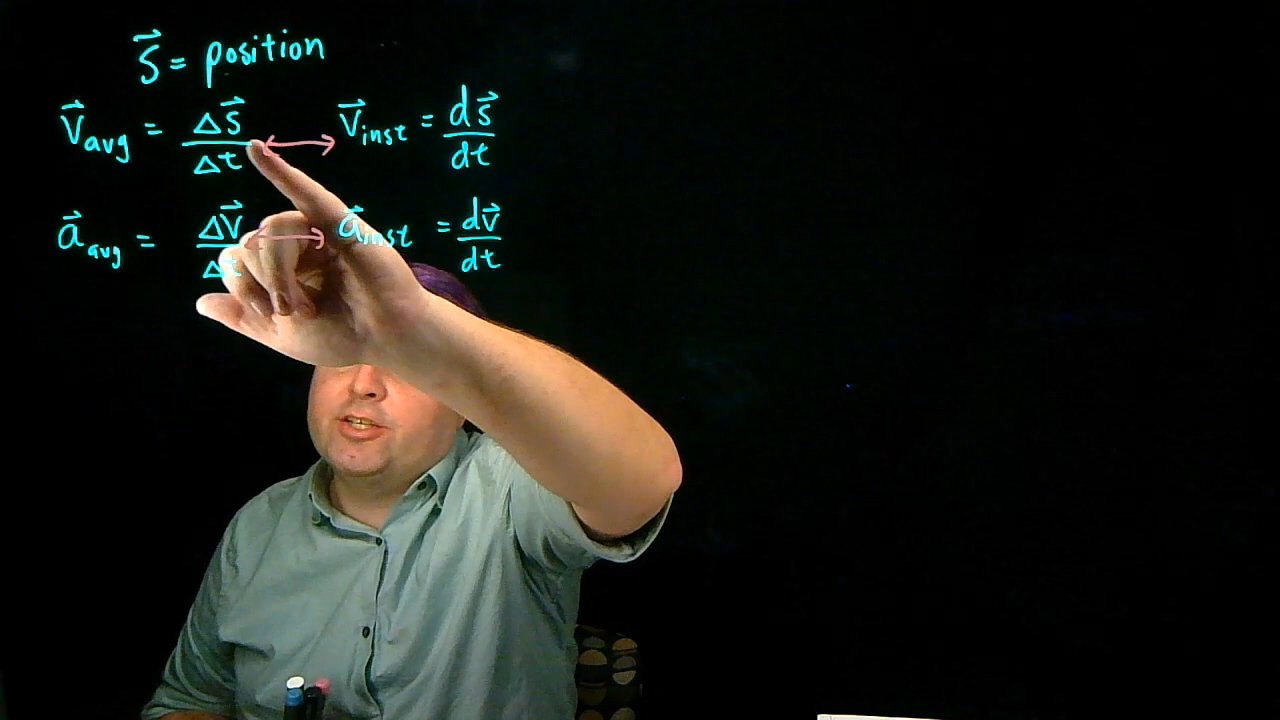 s⃗ = position
v⃗avg = Δs⃗/Δt ↔ v⃗inst = ds⃗/dt
a⃗avg = Δv⃗/Δt ↔ a⃗inst = dv⃗/dt